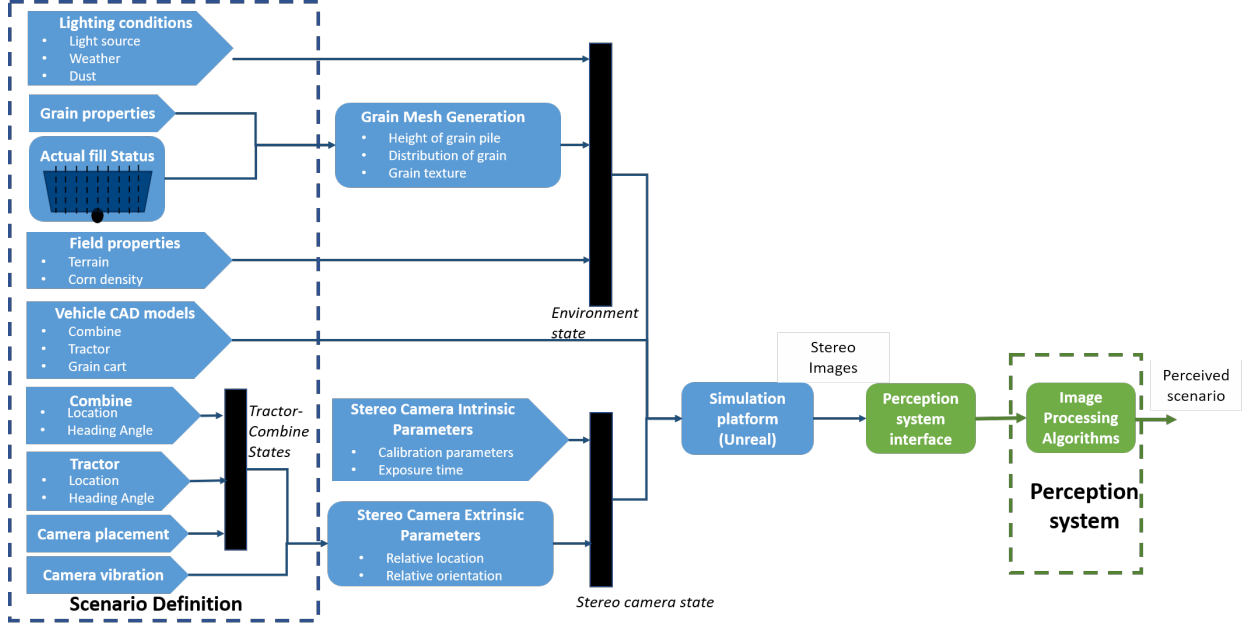 Lighting conditions
• Light source
• Weather
• Dust
Grain properties
Actual fill Status
Field properties
• Terrain
• Corn density
Vehicle CAD models
• Combine
• Tractor
• Grain cart
Combine
• Location
• Heading Angle
Tractor
• Location
• Heading Angle
Camera placement
Camera vibration
Scenario Definition
Tractor-
Combine
States
Grain Mesh Generation
• Height of grain pile
• Distribution of grain
• Grain texture
Stereo Camera Intrinsic
Parameters
• Calibration parameters
• Exposure time
Stereo Camera Extrinsic
Parameters
• Relative location
• Relative orientation
Environment
state
Stereo camera state
Simulation
platform
(Unreal)
Stereo
Images
Perception
system
interface
Image
Processing
Algorithms
Perception
system
Perceived
scenario